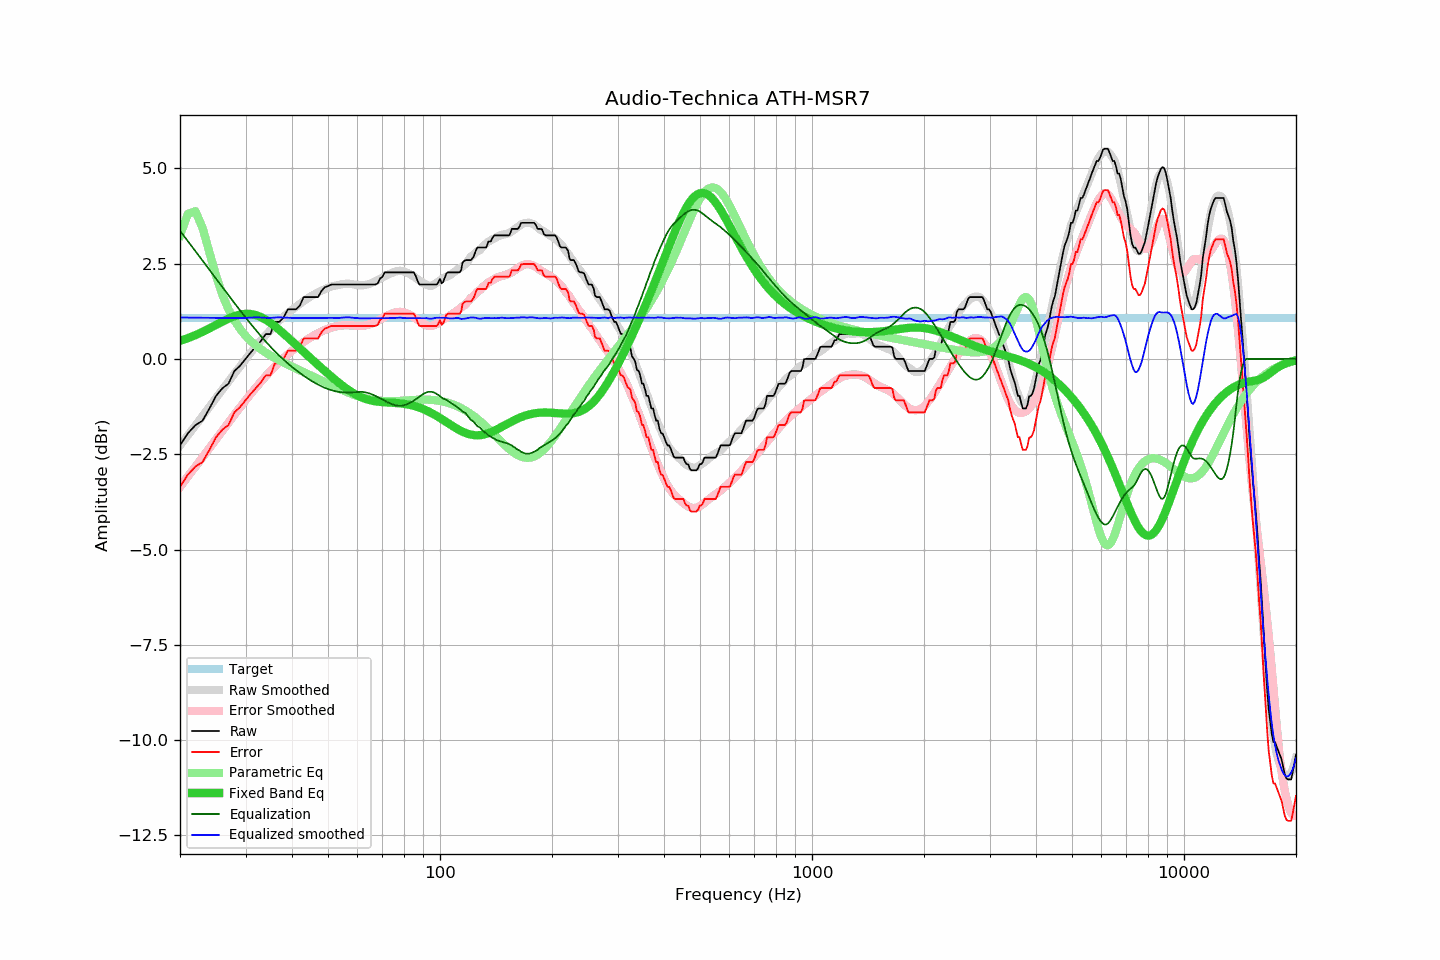 Audio-Technica ATH-MSR7
5.0
2.5
0.0
−2.5
−5.0
−7.5
−10.0
−12.5
Amplitude (dBr)
Target
Raw Smoothed
Error Smoothed
Raw
Error
Parametric Eq
Fixed Band Eq
Equalization
Equalized smoothed
100
1000
10000
Frequency (Hz)